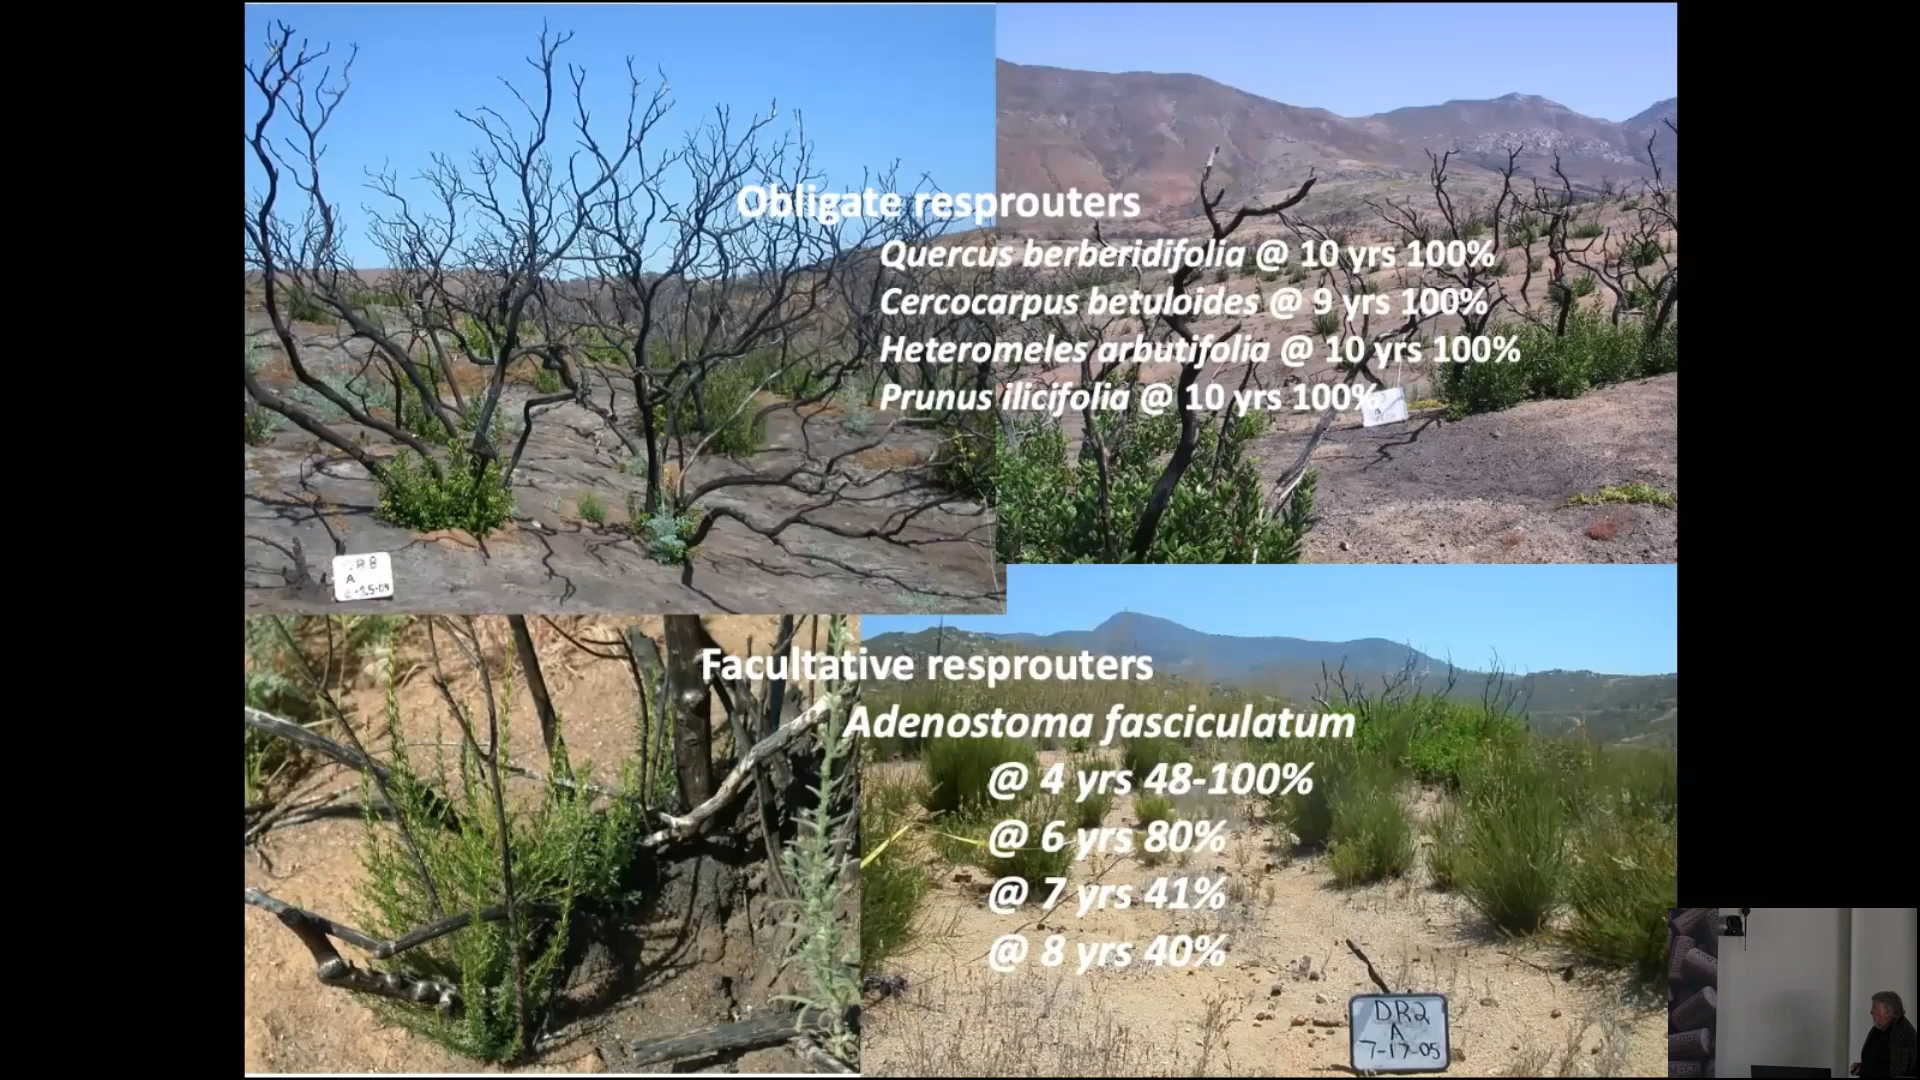 Obligate resprouters
Quercus berberidifolia @ 10 yrs 100%
Cercocarpus betuloides @ 9 yrs 100%
Heteromeles arbutifolia @ 10 yrs 100%
Prunus ilicifolia @ 10 yrs 100%
R8
A
Facultative resprouters
Adenostoma fasciculatum
@ 4 yrs 48-100%
@ 6 yrs 80%
@ 7 yrs 41%
@ 8 yrs 40%
DR2
A
7-17-05